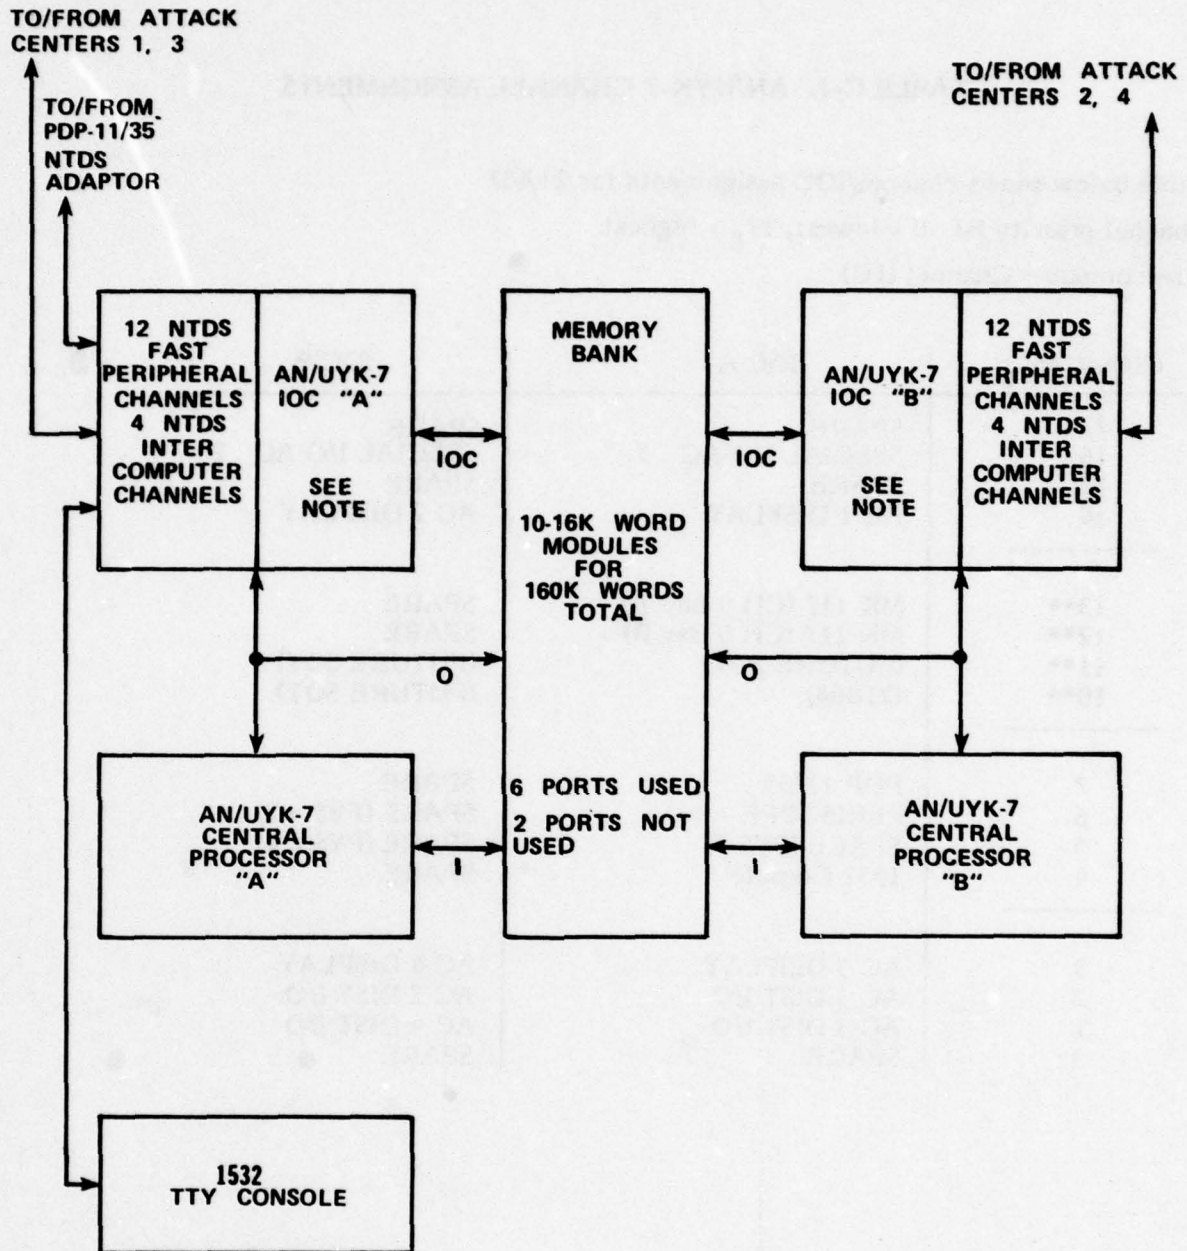 TO/FROM ATTACK
CENTERS 1, 3
TO/FROM
PDP-11/35
NTDS
ADAPTOR
TO/FROM ATTACK
CENTERS 2, 4
12 NTDS
FAST
PERIPHERAL
CHANNELS
4 NTDS
INTER
COMPUTER
CHANNELS
AN/UYK-7
IOC "A"
SEE
NOTE
IOC
MEMORY
BANK
10-16K WORD
MODULES
FOR
160K WORDS
TOTAL
6 PORTS USED
2 PORTS NOT
USED
IOC
AN/UYK-7
IOC "B"
SEE
NOTE
12 NTDS
FAST
PERIPHERAL
CHANNELS
4 NTDS
INTER
COMPUTER
CHANNELS
O
O
AN/UYK-7
CENTRAL
PROCESSOR
"A"
I
I
AN/UYK-7
CENTRAL
PROCESSOR
"B"
1532
TTY CONSOLE